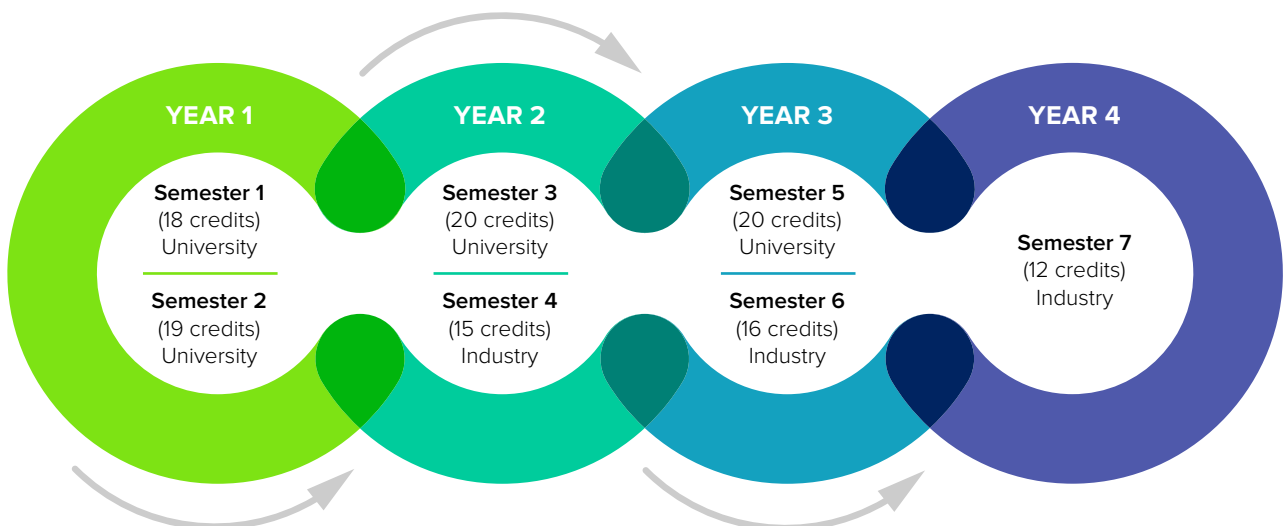 YEAR 1
Semester 1
(18 credits)
University
Semester 2
(19 credits)
University
YEAR 2
Semester 3
(20 credits)
University
Semester 4
(15 credits)
Industry
YEAR 3
Semester 5
(20 credits)
University
Semester 6
(16 credits)
Industry
YEAR 4
Semester 7
(12 credits)
Industry